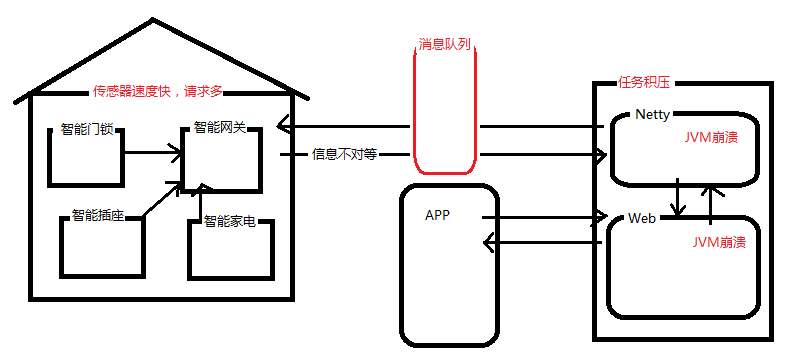 消息队列
传感器速度快，请求多
任务积压
智能门锁
智能网关
Netty
JVM崩溃
信息不对等
智能插座
智能家电
APP
Web
JVM崩溃